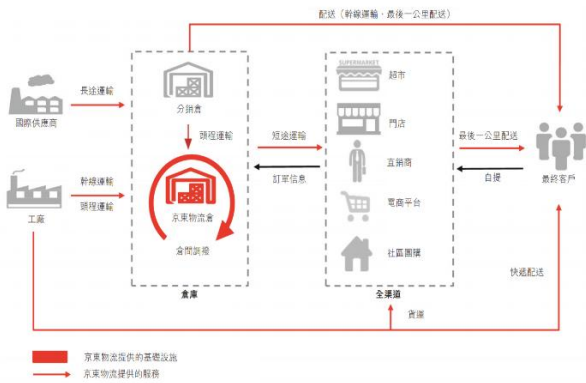 配送（幹線運輸、最後一公里配送）
SUPERMARKET
超市
長途運輸
國際供應商
分銷倉
頭程運輸
短途運輸
門店
最後一公里配送
直銷商
訂單信息
自提
最終客戶
幹線運輸
頭程運輸
工廠
京東物流倉
電商平台
倉間調撥
社區團購
快遞配送
倉庫
全渠道
貨運
京東物流提供的基礎設施
京東物流提供的服務